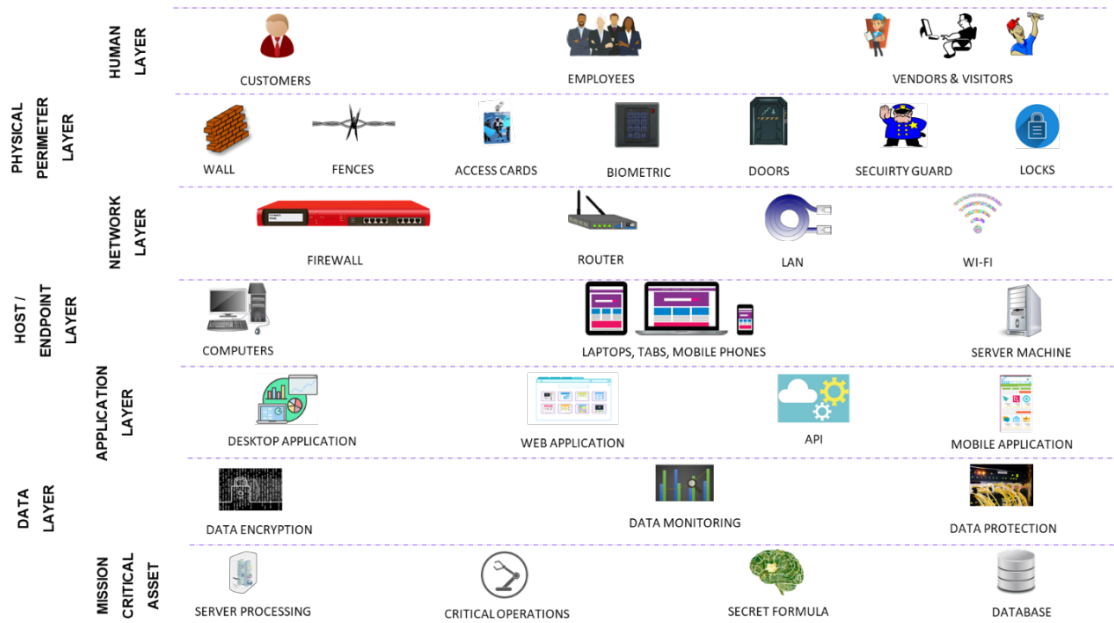 HUMAN
LAYER
CUSTOMERS
EMPLOYEES
VENDORS & VISITORS
PHYSICAL
PERIMETER
LAYER
WALL
FENCES
ACCESS CARDS
BIOMETRIC
DOORS
SECUIRTY GUARD
LOCKS
NETWORK
LAYER
FIREWALL
ROUTER
LAN
WI-FI
HOST /
ENDPOINT
LAYER
COMPUTERS
LAPTOPS, TABS, MOBILE PHONES
SERVER MACHINE
APPLICATION
LAYER
DESKTOP APPLICATION
WEB APPLICATION
API
MOBILE APPLICATION
DATA
LAYER
DATA ENCRYPTION
DATA MONITORING
DATA PROTECTION
MISSION
CRITICAL
ASSET
SERVER PROCESSING
CRITICAL OPERATIONS
SECRET FORMULA
DATABASE